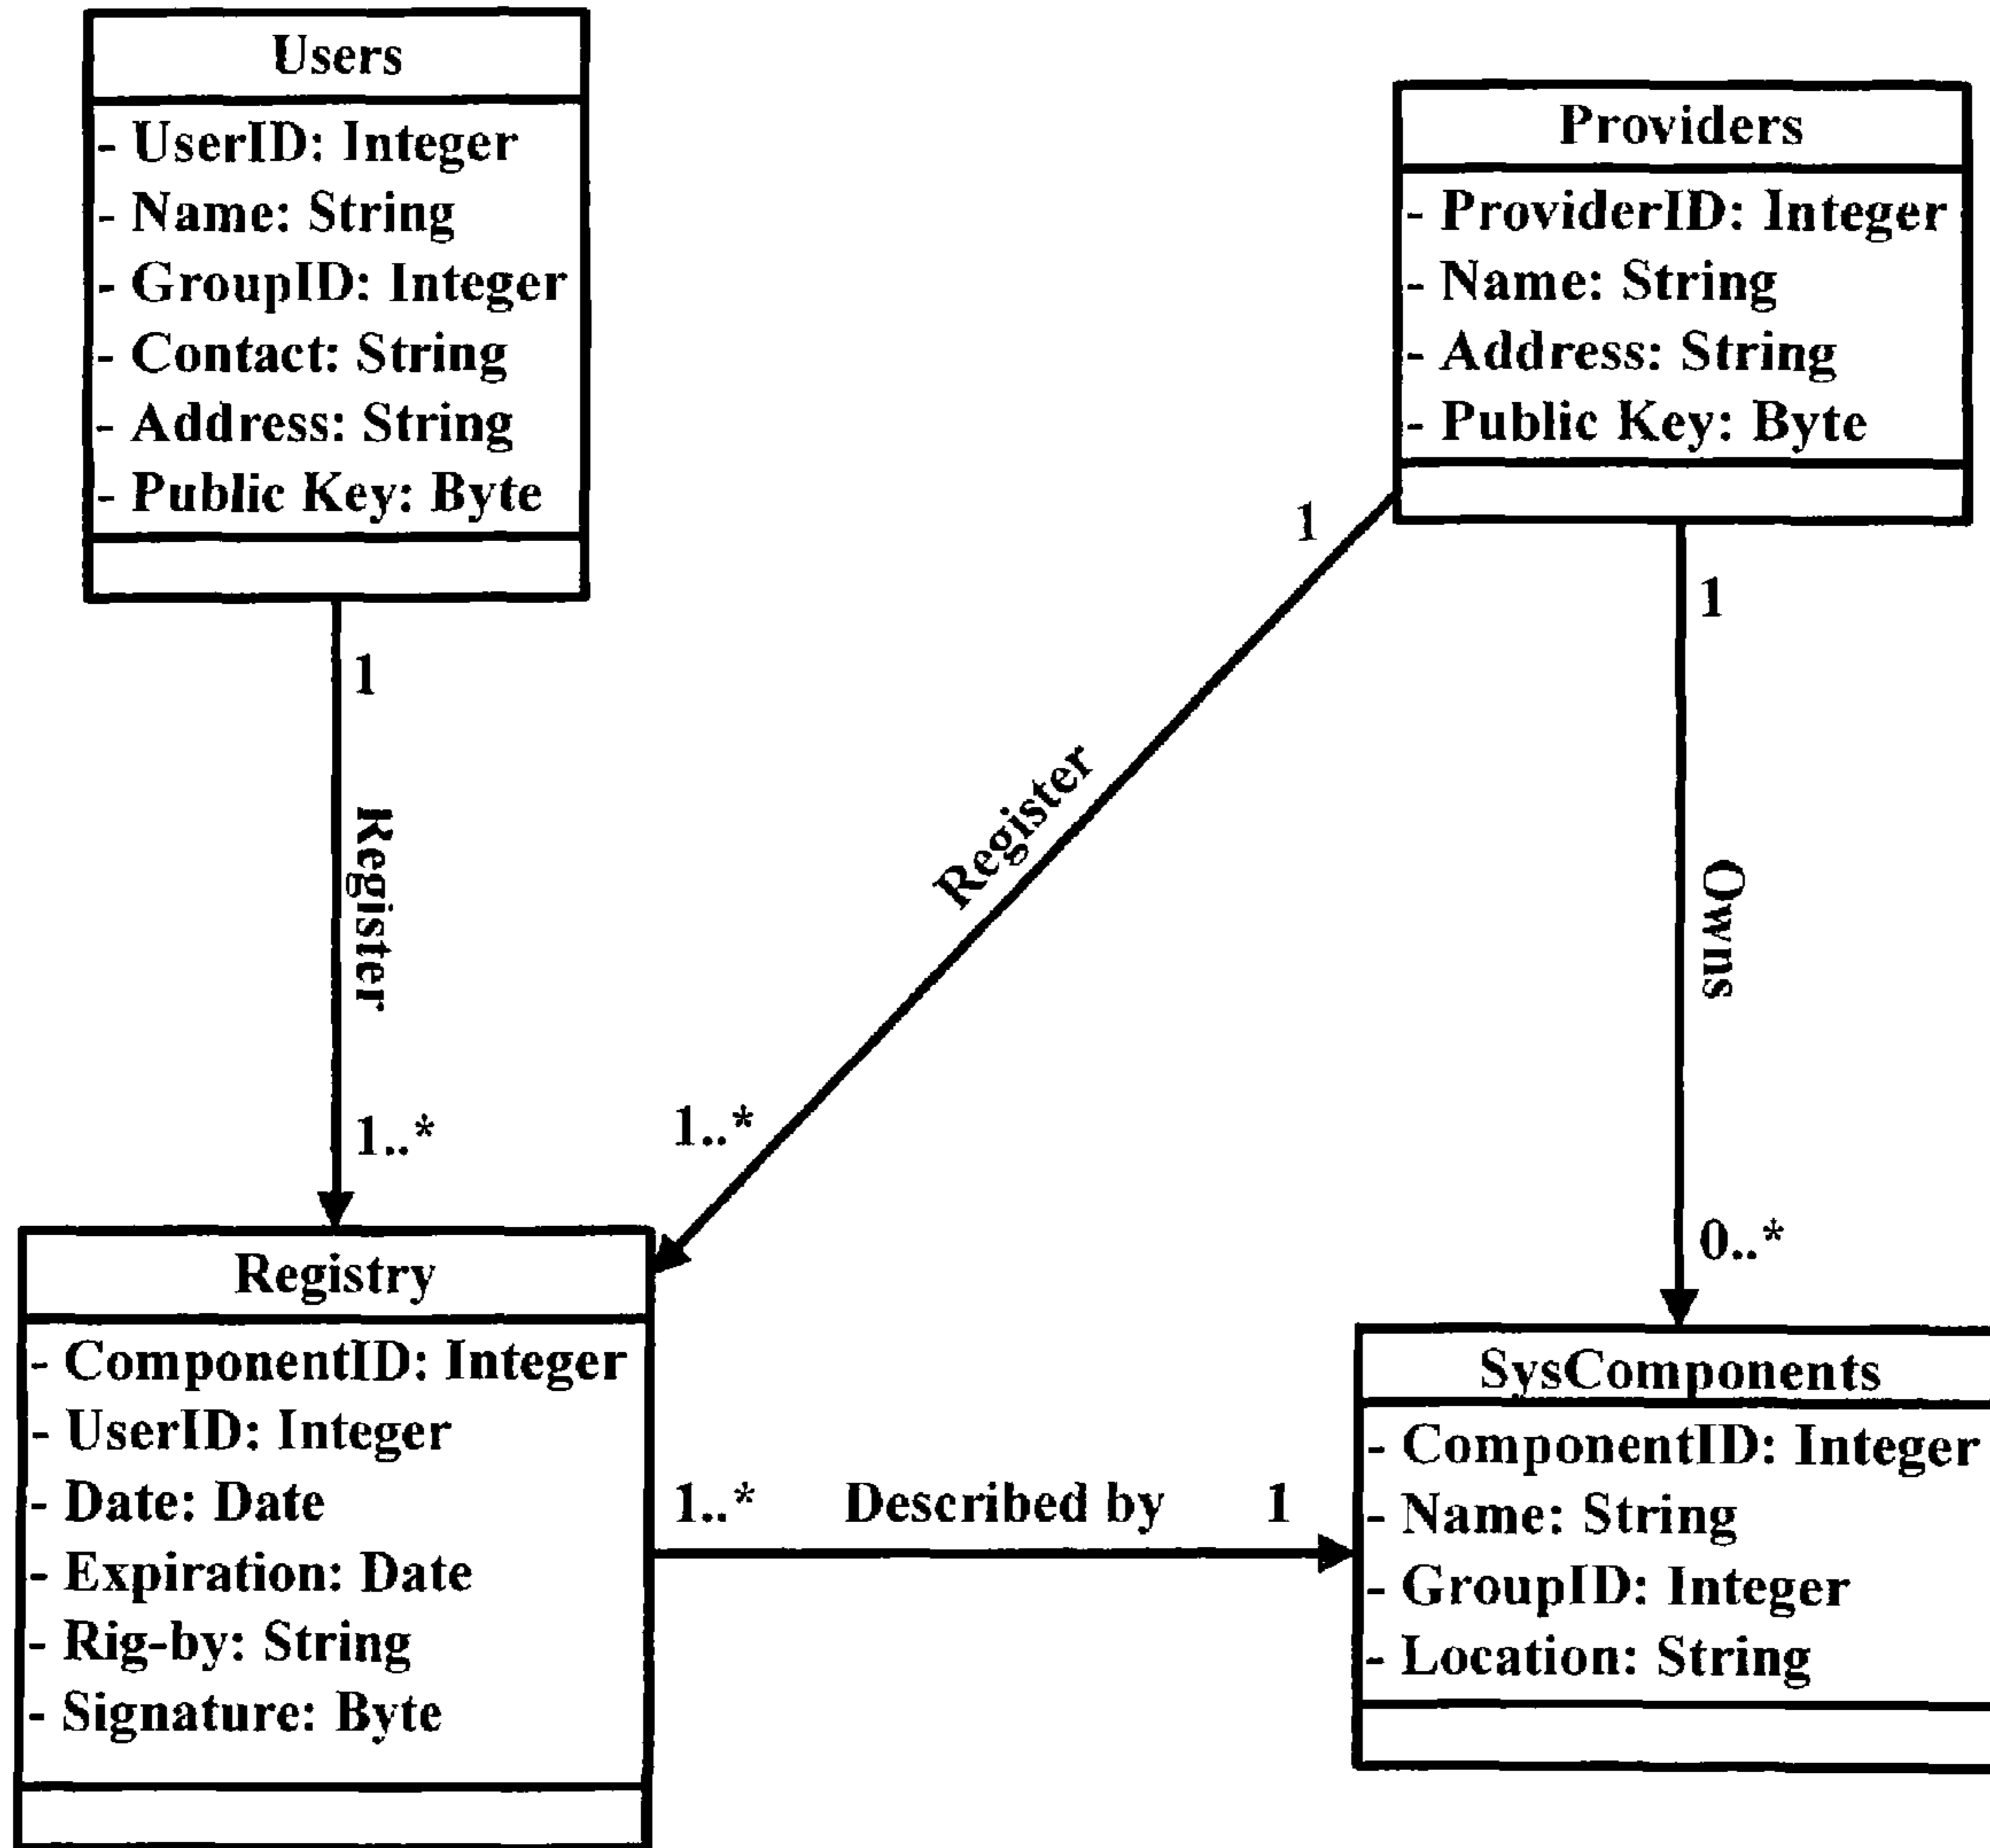 Users
- UserID: Integer
- Name: String
- GroupID: Integer
- Contact: String
- Address: String
- Public Key: Byte
Providers
- ProviderID: Integer
- Name: String
- Address: String
- Public Key: Byte
1
Register
1..*
1
Register
1..*
1
Owns
0..*
Registry
- ComponentID: Integer
- UserID: Integer
- Date: Date
- Expiration: Date
- Rig-by: String
- Signature: Byte
1..* Described by 1
SysComponents
- ComponentID: Integer
- Name: String
- GroupID: Integer
- Location: String